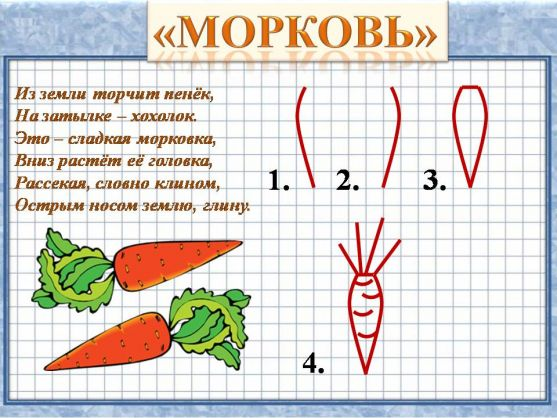 «МОРКОВЬ»
Из земли торчит пенёк,
На затылке – хохолок.
Это – сладкая морковка,
Вниз растёт её головка,
Рассекая, словно клином,
Острым носом землю, глину.
1. 2. 3.
4.